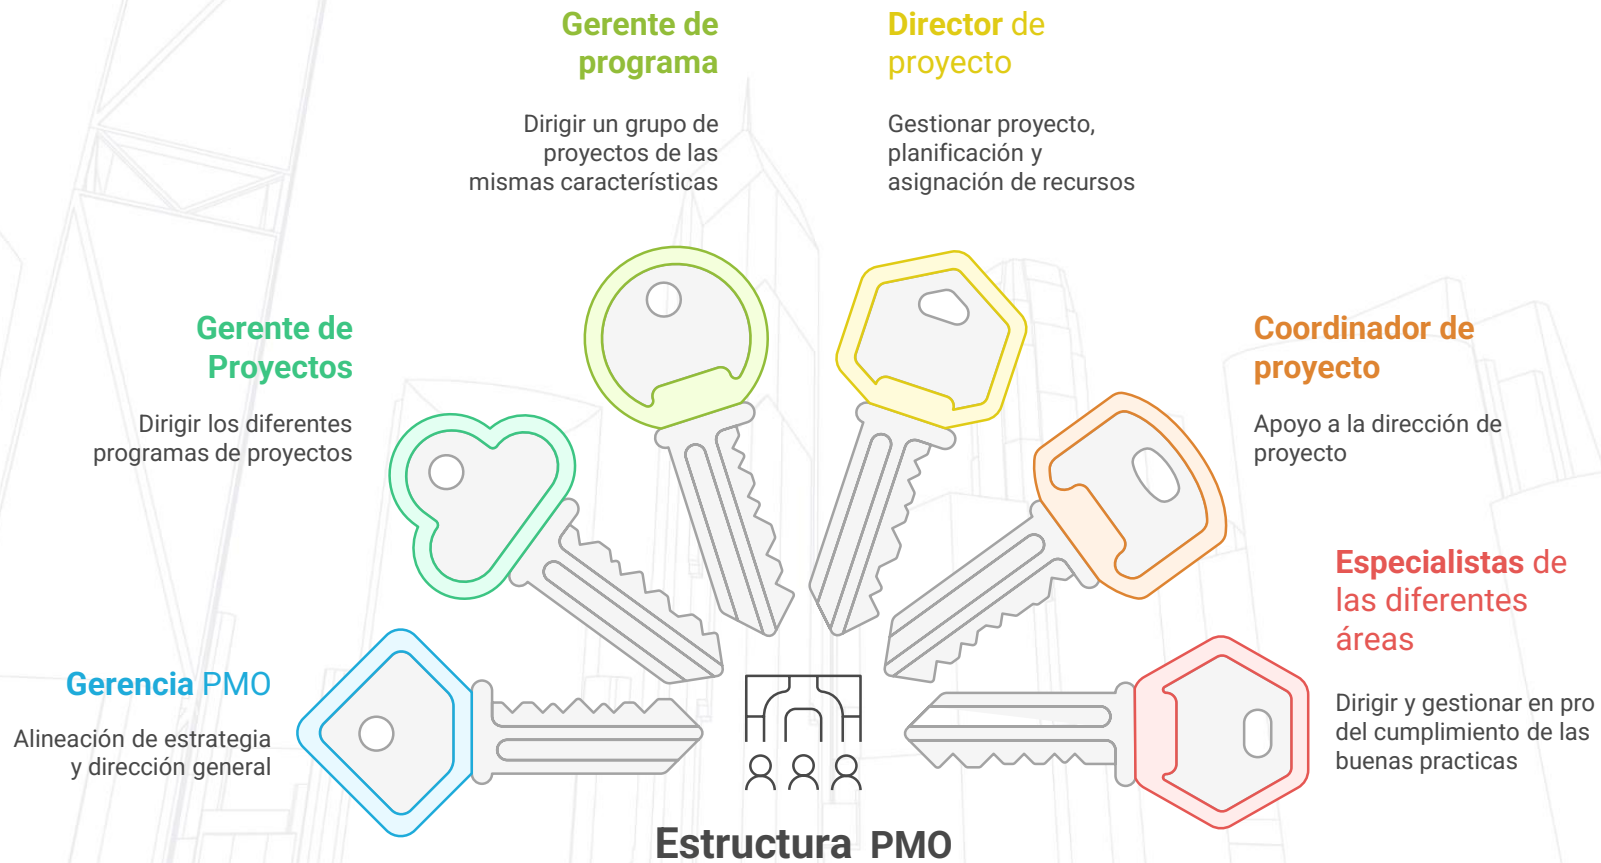 Gerente de
programa
Dirigir un grupo de
proyectos de las
mismas características
Director de
proyecto
Gestionar proyecto,
planificación y
asignación de recursos
Gerente de
Proyectos
Dirigir los diferentes
programas de proyectos
Coordinador de
proyecto
Apoyo a la dirección de
proyecto
Gerencia PMO
Alineación de estrategia
y dirección general
Especialistas de
las diferentes
áreas
Dirigir y gestionar en pro
del cumplimiento de las
buenas practicas
Estructura PMO